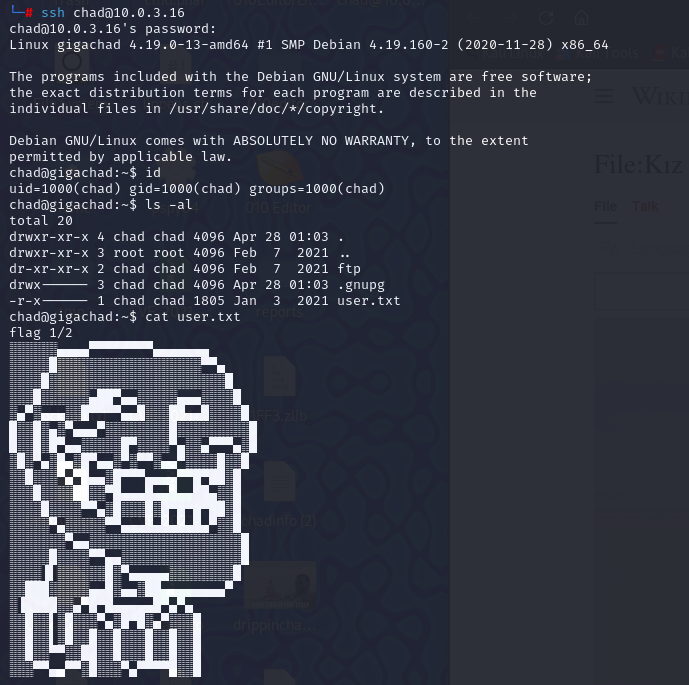 └─# ssh chad@10.0.3.16
chad@10.0.3.16's password:
Linux gigachad 4.19.0-13-amd64 #1 SMP Debian 4.19.160-2 (2020-11-28) x86_64
The programs included with the Debian GNU/Linux system are free software;
the exact distribution terms for each program are described in the
individual files in /usr/share/doc/*/copyright.
Debian GNU/Linux comes with ABSOLUTELY NO WARRANTY, to the extent
permitted by applicable law.
chad@gigachad:~$ id
uid=1000(chad) gid=1000(chad) groups=1000(chad)
chad@gigachad:~$ ls -al
total 20
drwxr-xr-x 4 chad chad 4096 Apr 28 01:03 .
drwxr-xr-x 3 root root 4096 Feb  7  2021 ..
dr-xr-xr-x 2 chad chad 4096 Feb  7  2021 ftp
drwx------ 3 chad chad 4096 Apr 28 01:03 .gnupg
-r-x------ 1 chad chad 1805 Jan  3  2021 user.txt
chad@gigachad:~$ cat user.txt
flag 1/2
File:Kız
File Talk
010 Editor
reports
chadinfo (2)
drippincha...